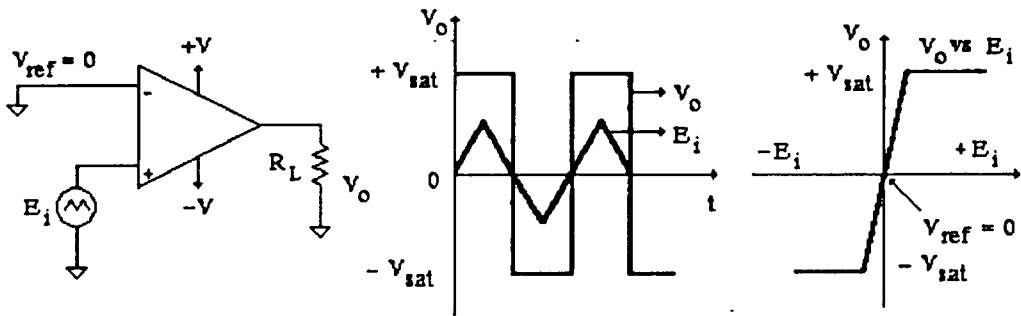 V_ref = 0
+V
-
+
-V
E_i
R_L
V_o
V_o
+ V_sat
0
- V_sat
V_o
E_i
t
V_o
V_o vs E_i
+ V_sat
-E_i
+E_i
V_ref = 0
- V_sat